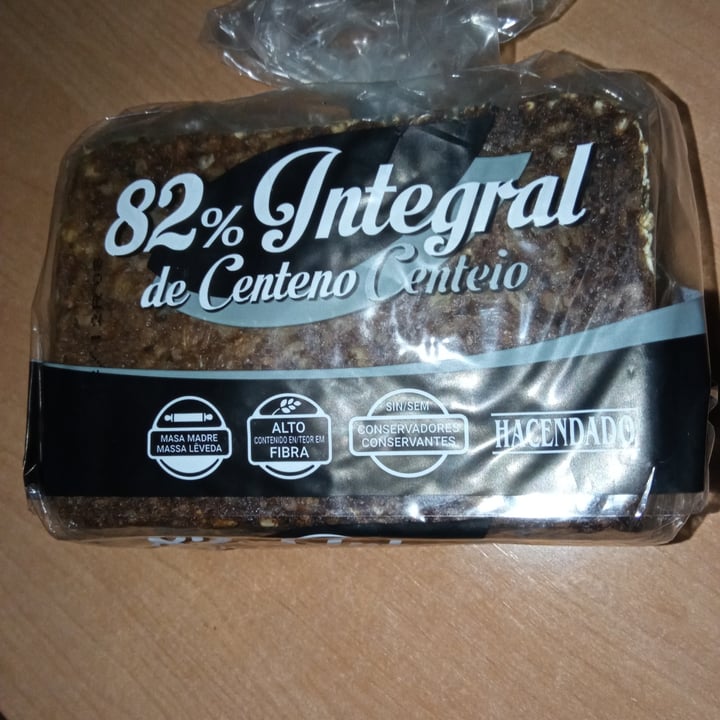 82% Integral
de Centeno Centeio
MASA MADRE
MASSA LÊVEDA
ALTO
CONTENIDO EN/TEOR EM
FIBRA
SIN/SEM
CONSERVADORES
CONSERVANTES
HACENDADO